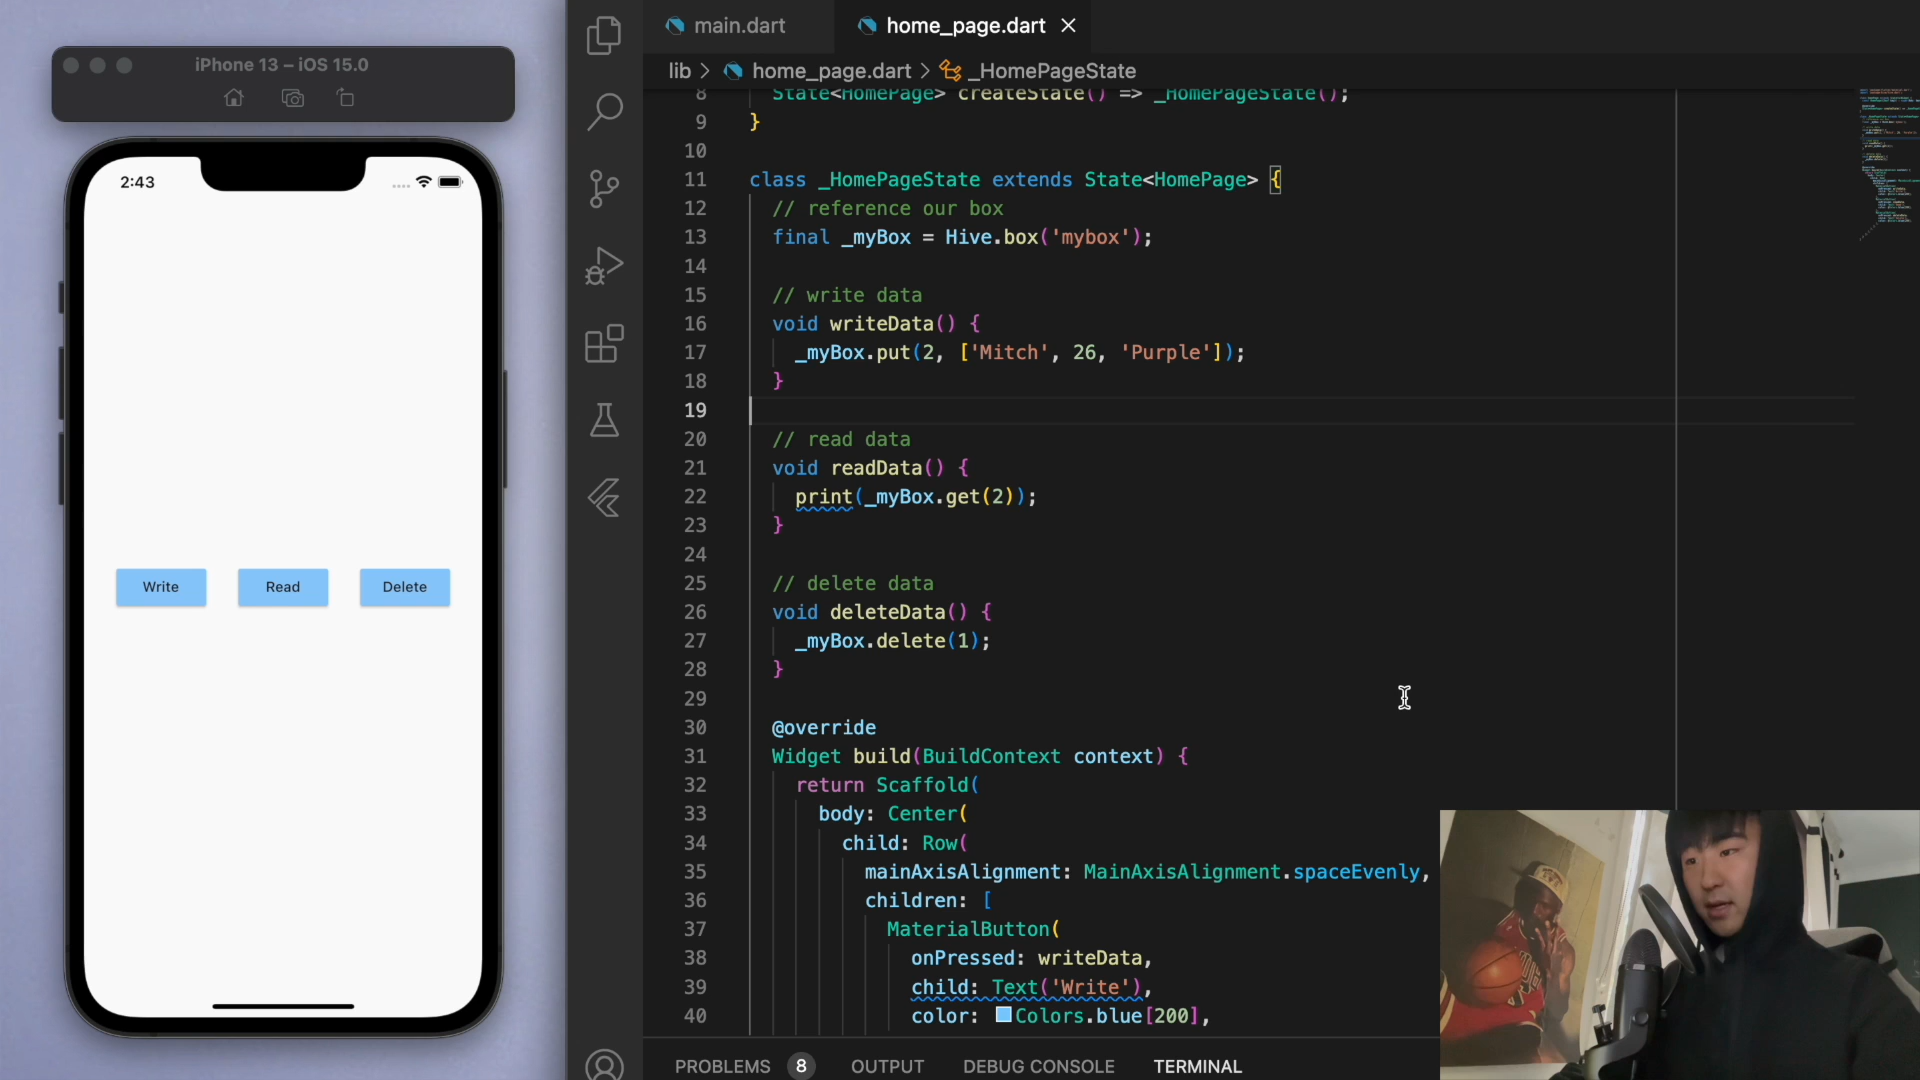 iPhone 13 – iOS 15.0
2:43
Write
Read
Delete
main.dart
home_page.dart
lib > home_page.dart > _HomePageState
8 State<HomePage> createState() => _HomePageState();
9 }
10
11 class _HomePageState extends State<HomePage> {
12 // reference our box
13 final _myBox = Hive.box('mybox');
14
15 // write data
16 void writeData() {
17 _myBox.put(2, ['Mitch', 26, 'Purple']);
18 }
19
20 // read data
21 void readData() {
22 print(_myBox.get(2));
23 }
24
25 // delete data
26 void deleteData() {
27 _myBox.delete(1);
28 }
29
30 @override
31 Widget build(BuildContext context) {
32 return Scaffold(
33 body: Center(
34 child: Row(
35 mainAxisAlignment: MainAxisAlignment.spaceEvenly,
36 children: [
37 MaterialButton(
38 onPressed: writeData,
39 child: Text('Write'),
40 color: Colors.blue[200],
PROBLEMS 8 OUTPUT DEBUG CONSOLE TERMINAL